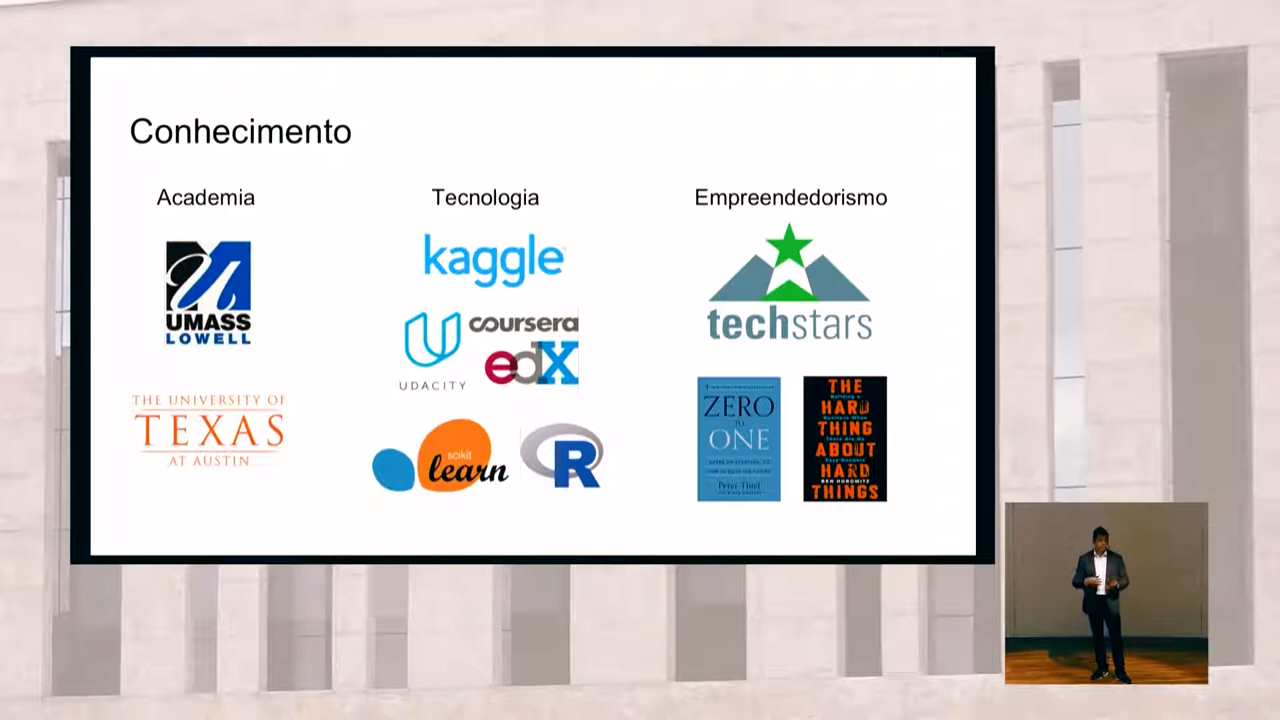 Conhecimento
Academia
Tecnologia
Empreendedorismo
UMASS
LOWELL
THE UNIVERSITY OF
TEXAS
AT AUSTIN
kaggle
UDACITY
coursera
edX
scikit
learn
R
techstars
ZERO
TO
ONE
Peter Thiel
THE
HARD
THING
ABOUT
HARD
THINGS
BEN HOROWITZ